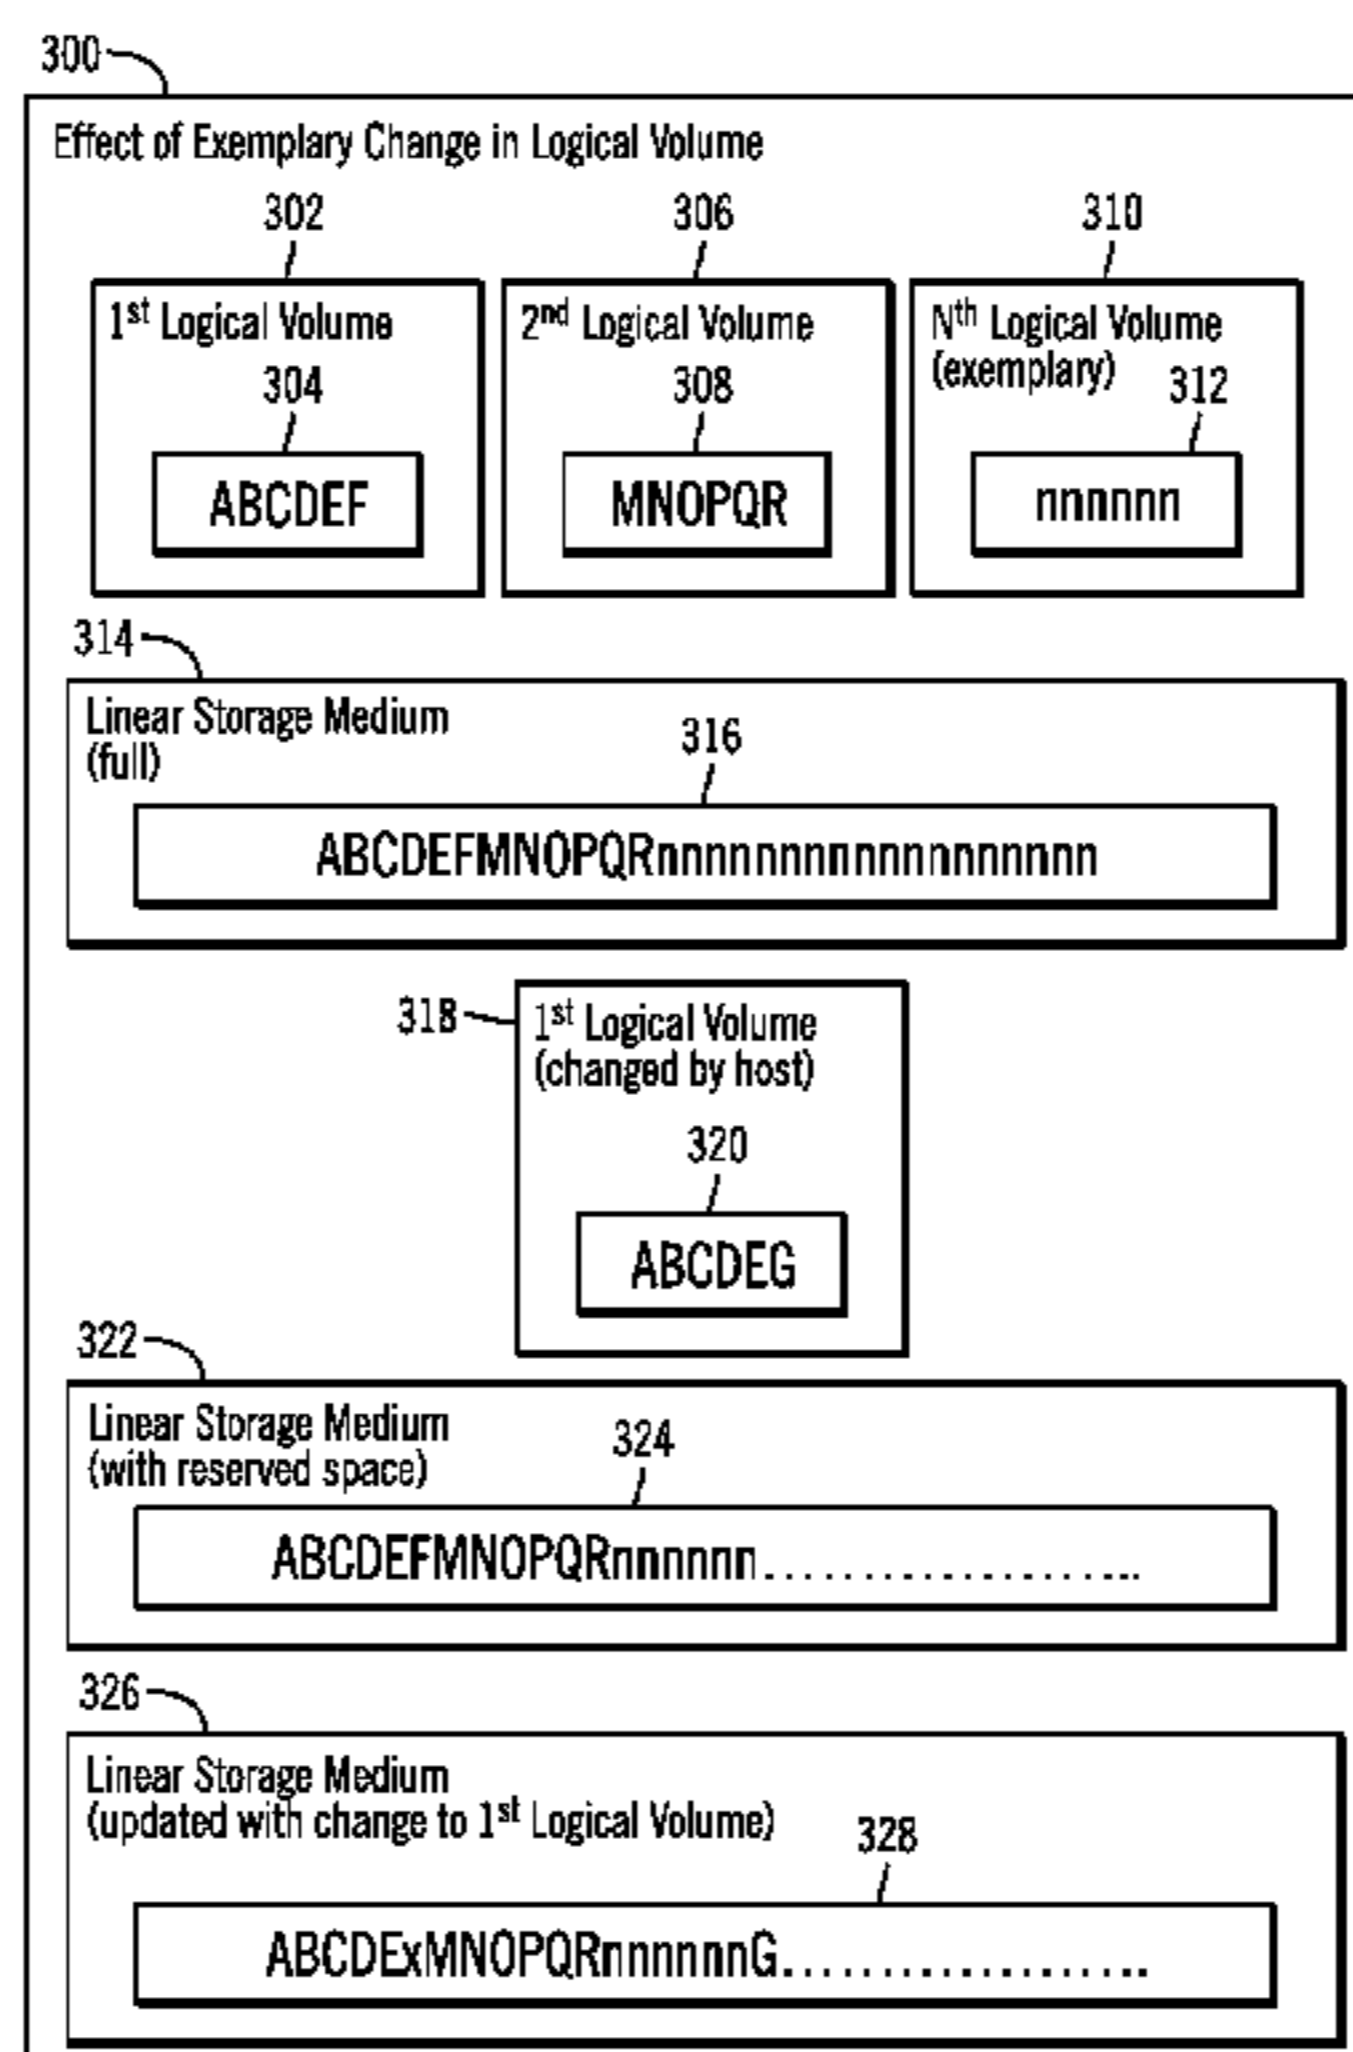 300
Effect of Exemplary Change in Logical Volume
302 306 310
1st Logical Volume
304
ABCDEF
2nd Logical Volume
308
MNOPQR
Nth Logical Volume
(exemplary)
312
nnnnnn
314
Linear Storage Medium
(full)
316
ABCDEFMNOPQRnnnnnnnnnnnnnnnnnn
318
1st Logical Volume
(changed by host)
320
ABCDEG
322
Linear Storage Medium
(with reserved space)
324
ABCDEFMNOPQRnnnnnn...................
326
Linear Storage Medium
(updated with change to 1st Logical Volume)
328
ABCDExMNOPQRnnnnnnG...................